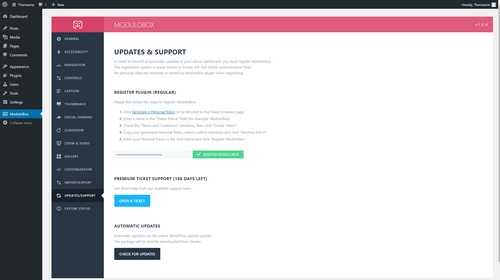 + New
Howdy, Themeone
Dashboard
Posts
Media
Pages
Comments
Appearance
Plugins
Users
Tools
Settings
ModuloBox
Collapse menu
MODULOBOX
GENERAL
ACCESSIBILITY
NAVIGATION
CONTROLS
CAPTION
THUMBNAILS
SOCIAL SHARING
SLIDESHOW
ZOOM & VIDEO
GALLERY
CUSTOMIZATION
IMPORT/EXPORT
UPDATES/SUPPORT
SYSTEM STATUS
UPDATES & SUPPORT
In order to benefit of automatic updates in your admin dashboard, you must register ModuloBox.
The registration system is made thanks to Envato API with OAuth authentification.
No personal data are retrieved or stored by ModuloBox plugin when registering.
REGISTER PLUGIN (REGULAR)
Please find below the steps to register ModuloBox:
1. Click Generate A Personal Token to be directed to the Token Creation page
2. Enter a name in the "Token Name" field (for example: ModuloBox)
3. Check the "Terms and Conditions" checkbox, then click "Create Token"
4. Copy your generated Personal Token, select confirm checkbox and click "Woohoo! Got it"
5. Enter your Personal Token in the field below and click "Register ModuloBox"
REGISTER MODULOBOX
PREMIUM TICKET SUPPORT (180 DAYS LEFT)
Get direct help from our qualified support team.
OPEN A TICKET
AUTOMATIC UPDATES
Automatic updates use the native WordPress update system.
The package will be directly downloaded from Envato.
CHECK FOR UPDATES